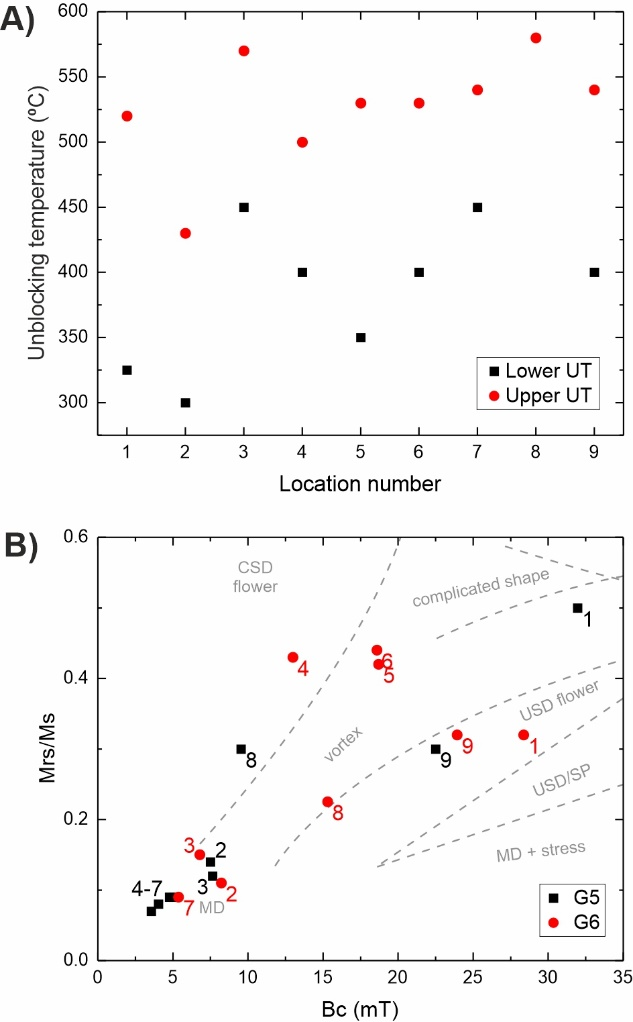 A)
600
550
500
450
400
350
300
Unblocking temperature (ºC)
Lower UT
Upper UT
1 2 3 4 5 6 7 8 9
Location number
B)
0.6
0.4
0.2
0.0
Mrs/Ms
CSD
flower
complicated shape
1
4
6
5
vortex
USD flower
8
9
9
1
USD/SP
8
3
2
MD + stress
4-7
3
2
7
MD
G5
G6
0 5 10 15 20 25 30 35
Bc (mT)